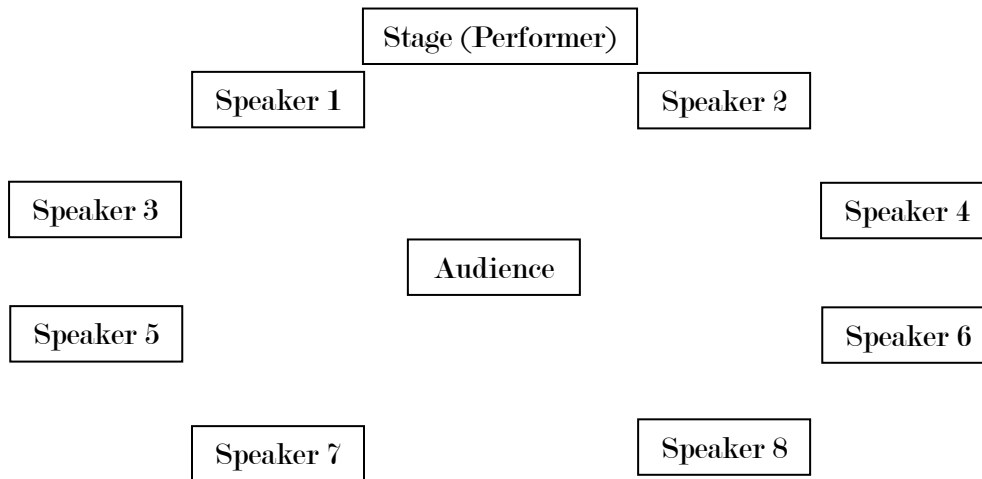 Stage (Performer)
Speaker 1
Speaker 2
Speaker 3
Speaker 4
Audience
Speaker 5
Speaker 6
Speaker 7
Speaker 8